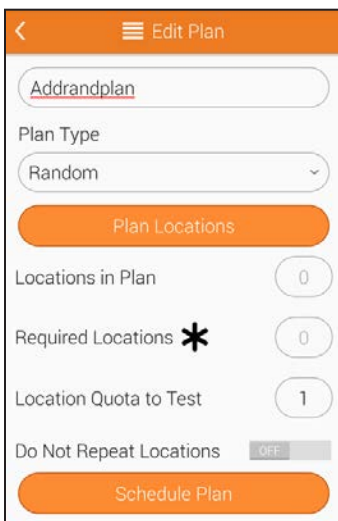 Edit Plan
Addrandplan
Plan Type
Random
Plan Locations
Locations in Plan 0
Required Locations * 0
Location Quota to Test 1
Do Not Repeat Locations OFF
Schedule Plan